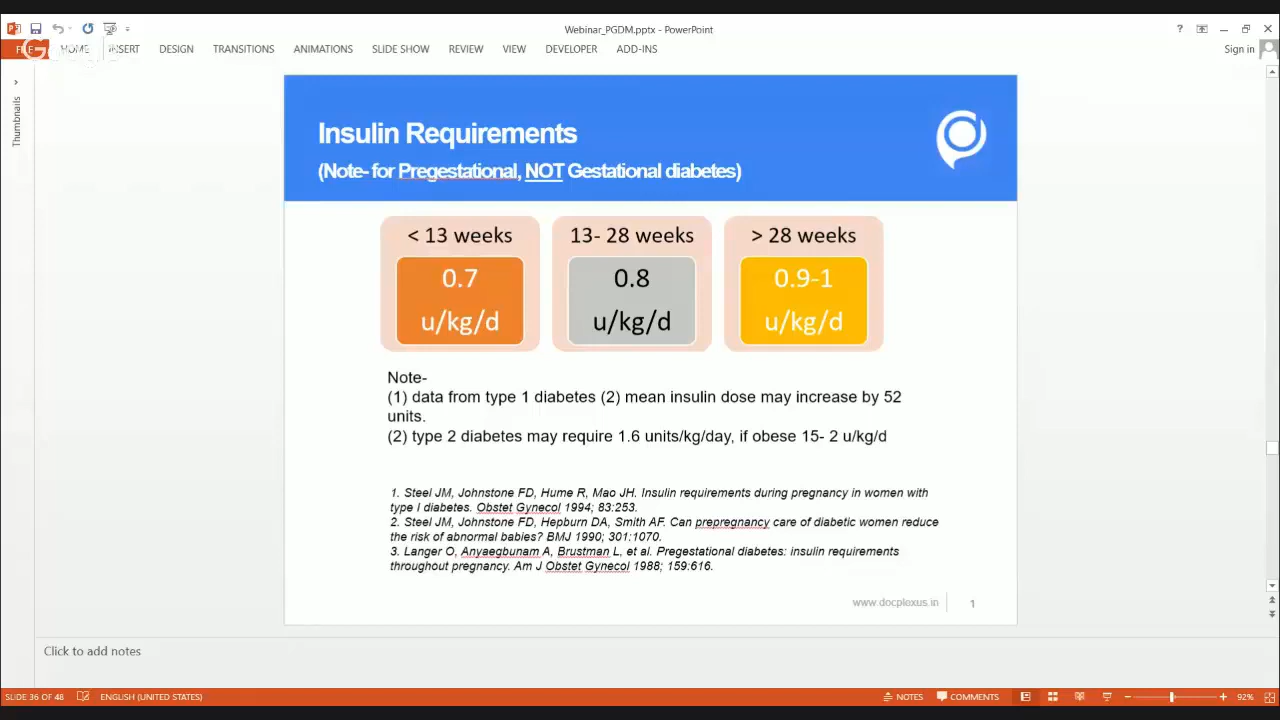 Webinar_PGDM.pptx - PowerPoint
FILE HOME INSERT DESIGN TRANSITIONS ANIMATIONS SLIDE SHOW REVIEW VIEW DEVELOPER ADD-INS
Sign in
Thumbnails
Insulin Requirements
(Note- for Pregestational, NOT Gestational diabetes)
< 13 weeks
0.7
u/kg/d
13- 28 weeks
0.8
u/kg/d
> 28 weeks
0.9-1
u/kg/d
Note-
(1) data from type 1 diabetes (2) mean insulin dose may increase by 52
units.
(2) type 2 diabetes may require 1.6 units/kg/day, if obese 15- 2 u/kg/d
1. Steel JM, Johnstone FD, Hume R, Mao JH. Insulin requirements during pregnancy in women with
type I diabetes. Obstet Gynecol 1994; 83:253.
2. Steel JM, Johnstone FD, Hepburn DA, Smith AF. Can prepregnancy care of diabetic women reduce
the risk of abnormal babies? BMJ 1990; 301:1070.
3. Langer O, Anyaegbunam A, Brustman L, et al. Pregestational diabetes: insulin requirements
throughout pregnancy. Am J Obstet Gynecol 1988; 159:616.
www.docplexus.in 1
Click to add notes
SLIDE 36 OF 48 ENGLISH (UNITED STATES) NOTES COMMENTS 92%